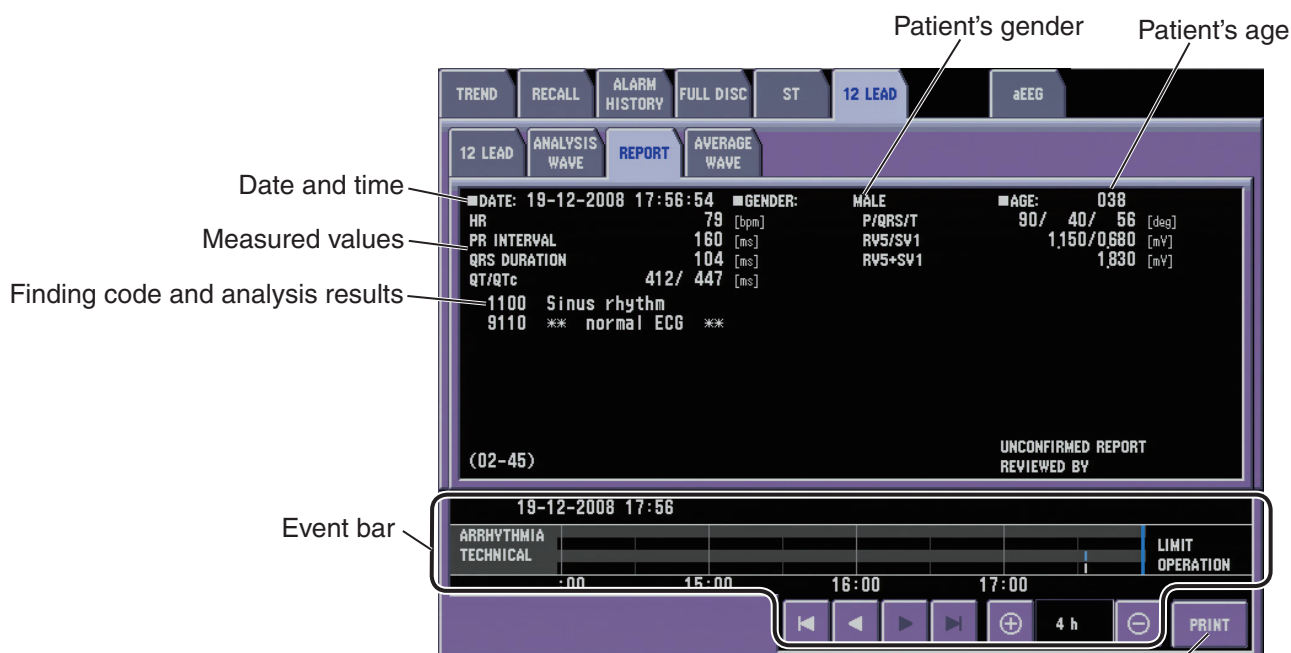 Patient's gender Patient's age
TREND RECALL ALARM HISTORY FULL DISC ST 12 LEAD aEEG
12 LEAD ANALYSIS WAVE REPORT AVERAGE WAVE
Date and time
■DATE: 19-12-2008 17:56:54 ■GENDER: MALE ■AGE: 038
HR 79 [bpm] P/QRS/T 90/ 40/ 56 [deg]
Measured values
PR INTERVAL 160 [ms] RV5/SV1 1.150/0.680 [mV]
QRS DURATION 104 [ms] RV5+SV1 1.830 [mV]
QT/QTc 412/ 447 [ms]
Finding code and analysis results
1100 Sinus rhythm
9110 ** normal ECG **
UNCONFIRMED REPORT
(02-45) REVIEWED BY
19-12-2008 17:56
Event bar
ARRHYTHMIA
TECHNICAL
LIMIT
OPERATION
:00 15:00 16:00 17:00
4 h PRINT